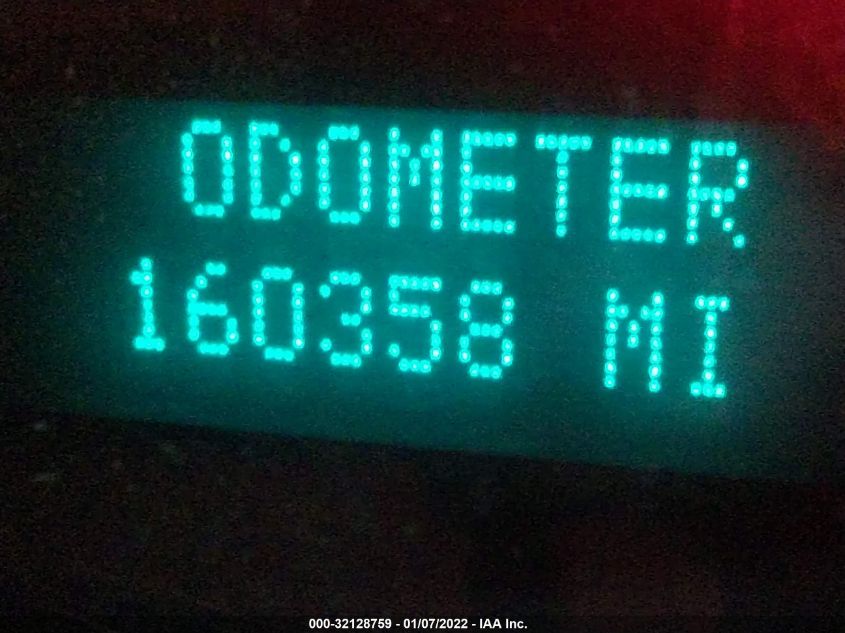 ODOMETER
160358 MI
000-32128759 - 01/07/2022 - IAA Inc.